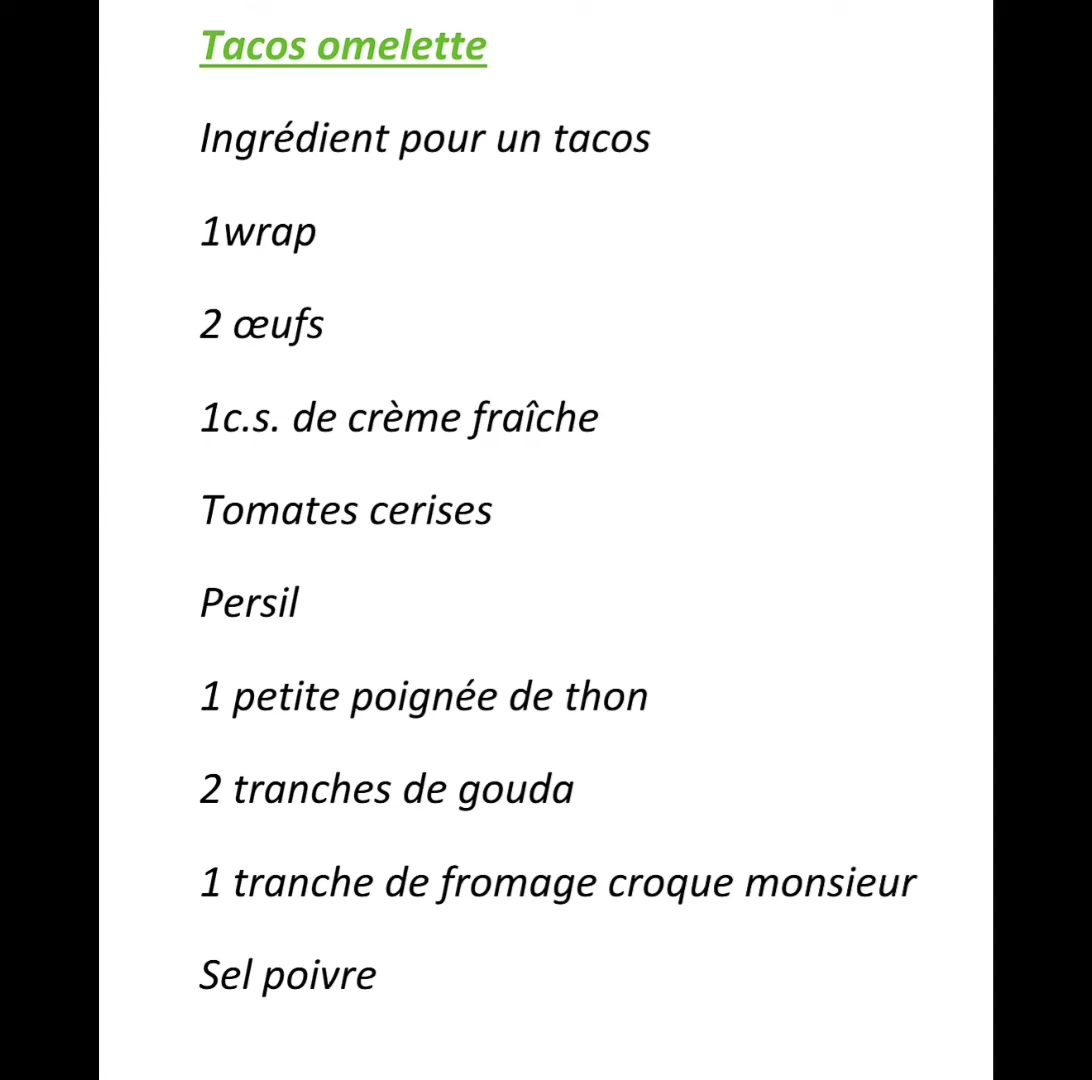 Tacos omelette
Ingrédient pour un tacos
1wrap
2 œufs
1c.s. de crème fraîche
Tomates cerises
Persil
1 petite poignée de thon
2 tranches de gouda
1 tranche de fromage croque monsieur
Sel poivre